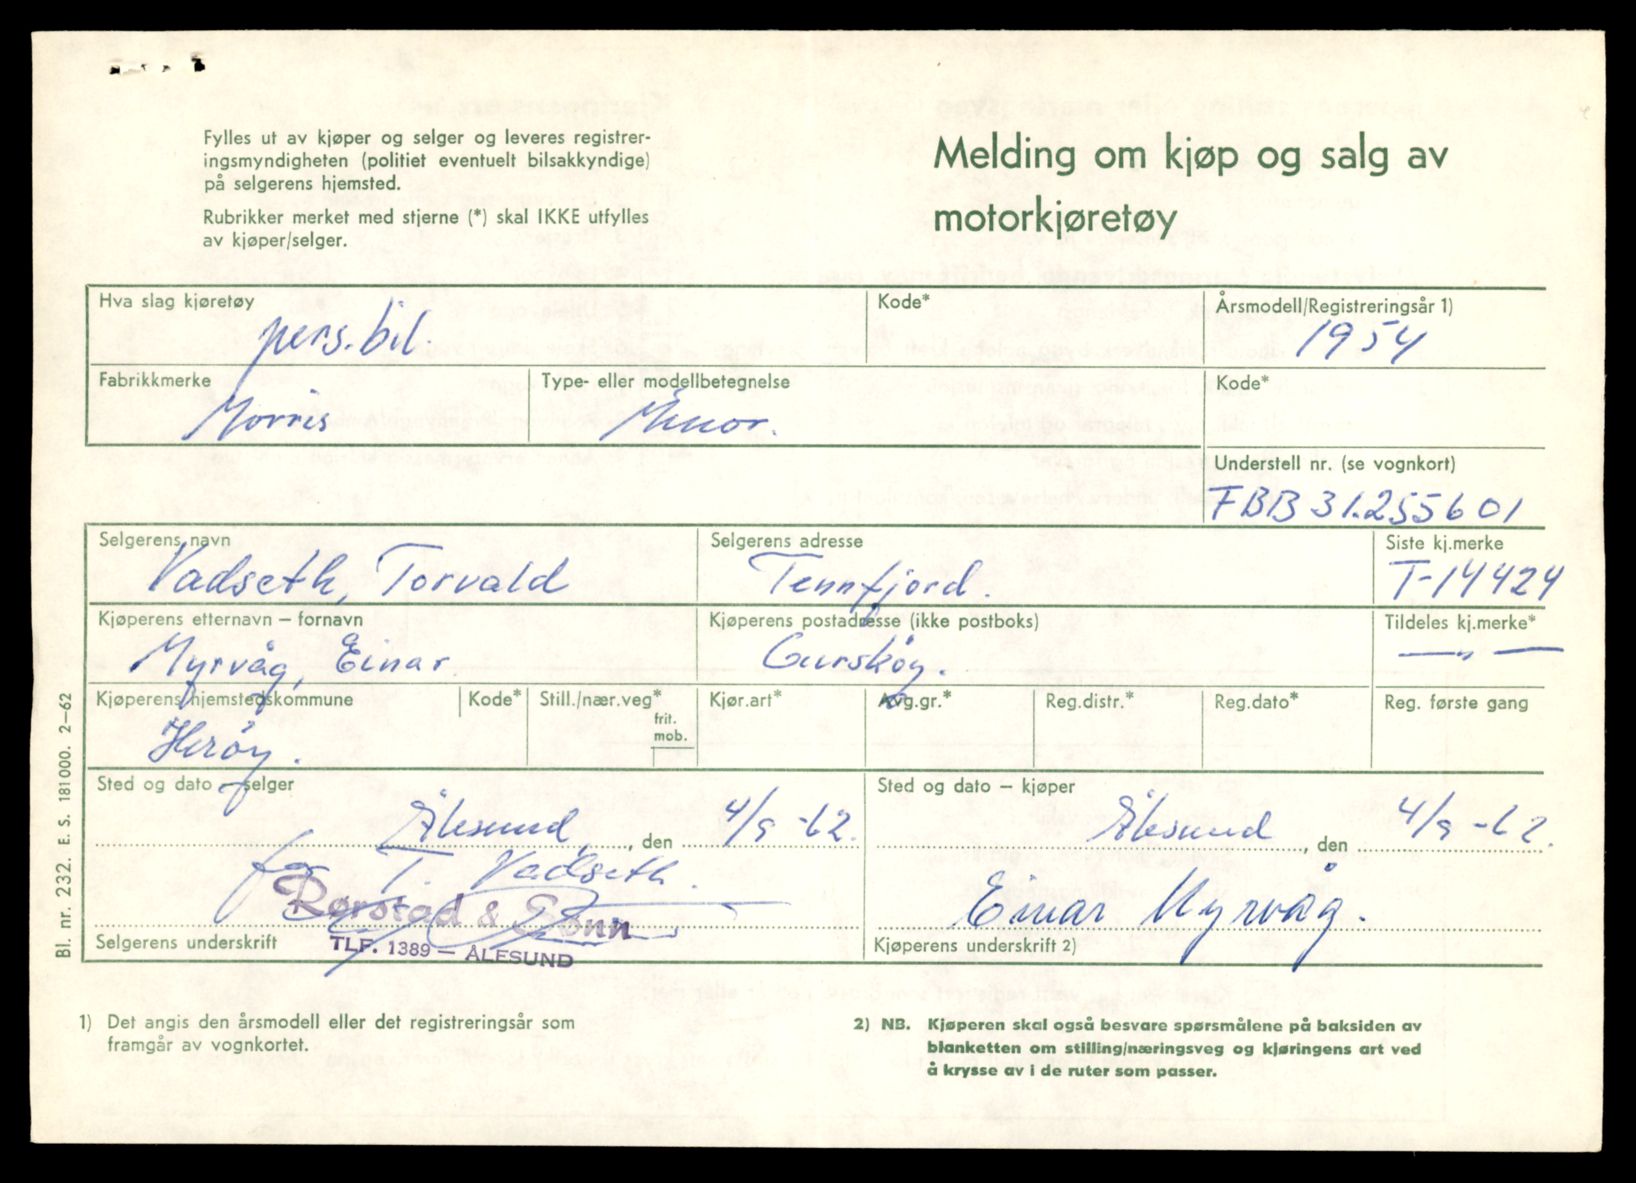 Fylles ut av kjøper og selger og leveres registrer-
ingsmyndigheten (politiet eventuelt bilsakkyndige)
på selgerens hjemsted.
Rubrikker merket med stjerne (*) skal IKKE utfylles
av kjøper/selger.
Melding om kjøp og salg av
motorkjøretøy
Hva slag kjøretøy
pers.bil.
Kode*
Årsmodell/Registreringsår 1)
1954
Fabrikkmerke
Morris
Type- eller modellbetegnelse
Minor.
Kode*
Understell nr. (se vognkort)
FBB 31.255601
Selgerens navn
Vadseth, Torvald
Selgerens adresse
Tennfjord.
Siste kj.merke
T-14424
Kjøperens etternavn – fornavn
Myrvåg, Einar
Kjøperens postadresse (ikke postboks)
Gurskøy.
Tildeles kj.merke*
— „ —
Kjøperens hjemstedskommune
Herøy.
Kode*
Still./nær.veg*
frit.
mob.
Kjør.art*
Avg.gr.*
Reg.distr.*
Reg.dato*
Reg. første gang
Sted og dato – selger
Ålesund, den 4/9 -62.
for T. Vadseth.
Rørstad & Sønn
TLF. 1389 — ÅLESUND
Selgerens underskrift
Sted og dato – kjøper
Ålesund, den 4/9 -62.
Einar Myrvåg.
Kjøperens underskrift 2)
Bl. nr. 232. E. S. 181000. 2–62
1) Det angis den årsmodell eller det registreringsår som
framgår av vognkortet.
2) NB. Kjøperen skal også besvare spørsmålene på baksiden av
blanketten om stilling/næringsveg og kjøringens art ved
å krysse av i de ruter som passer.